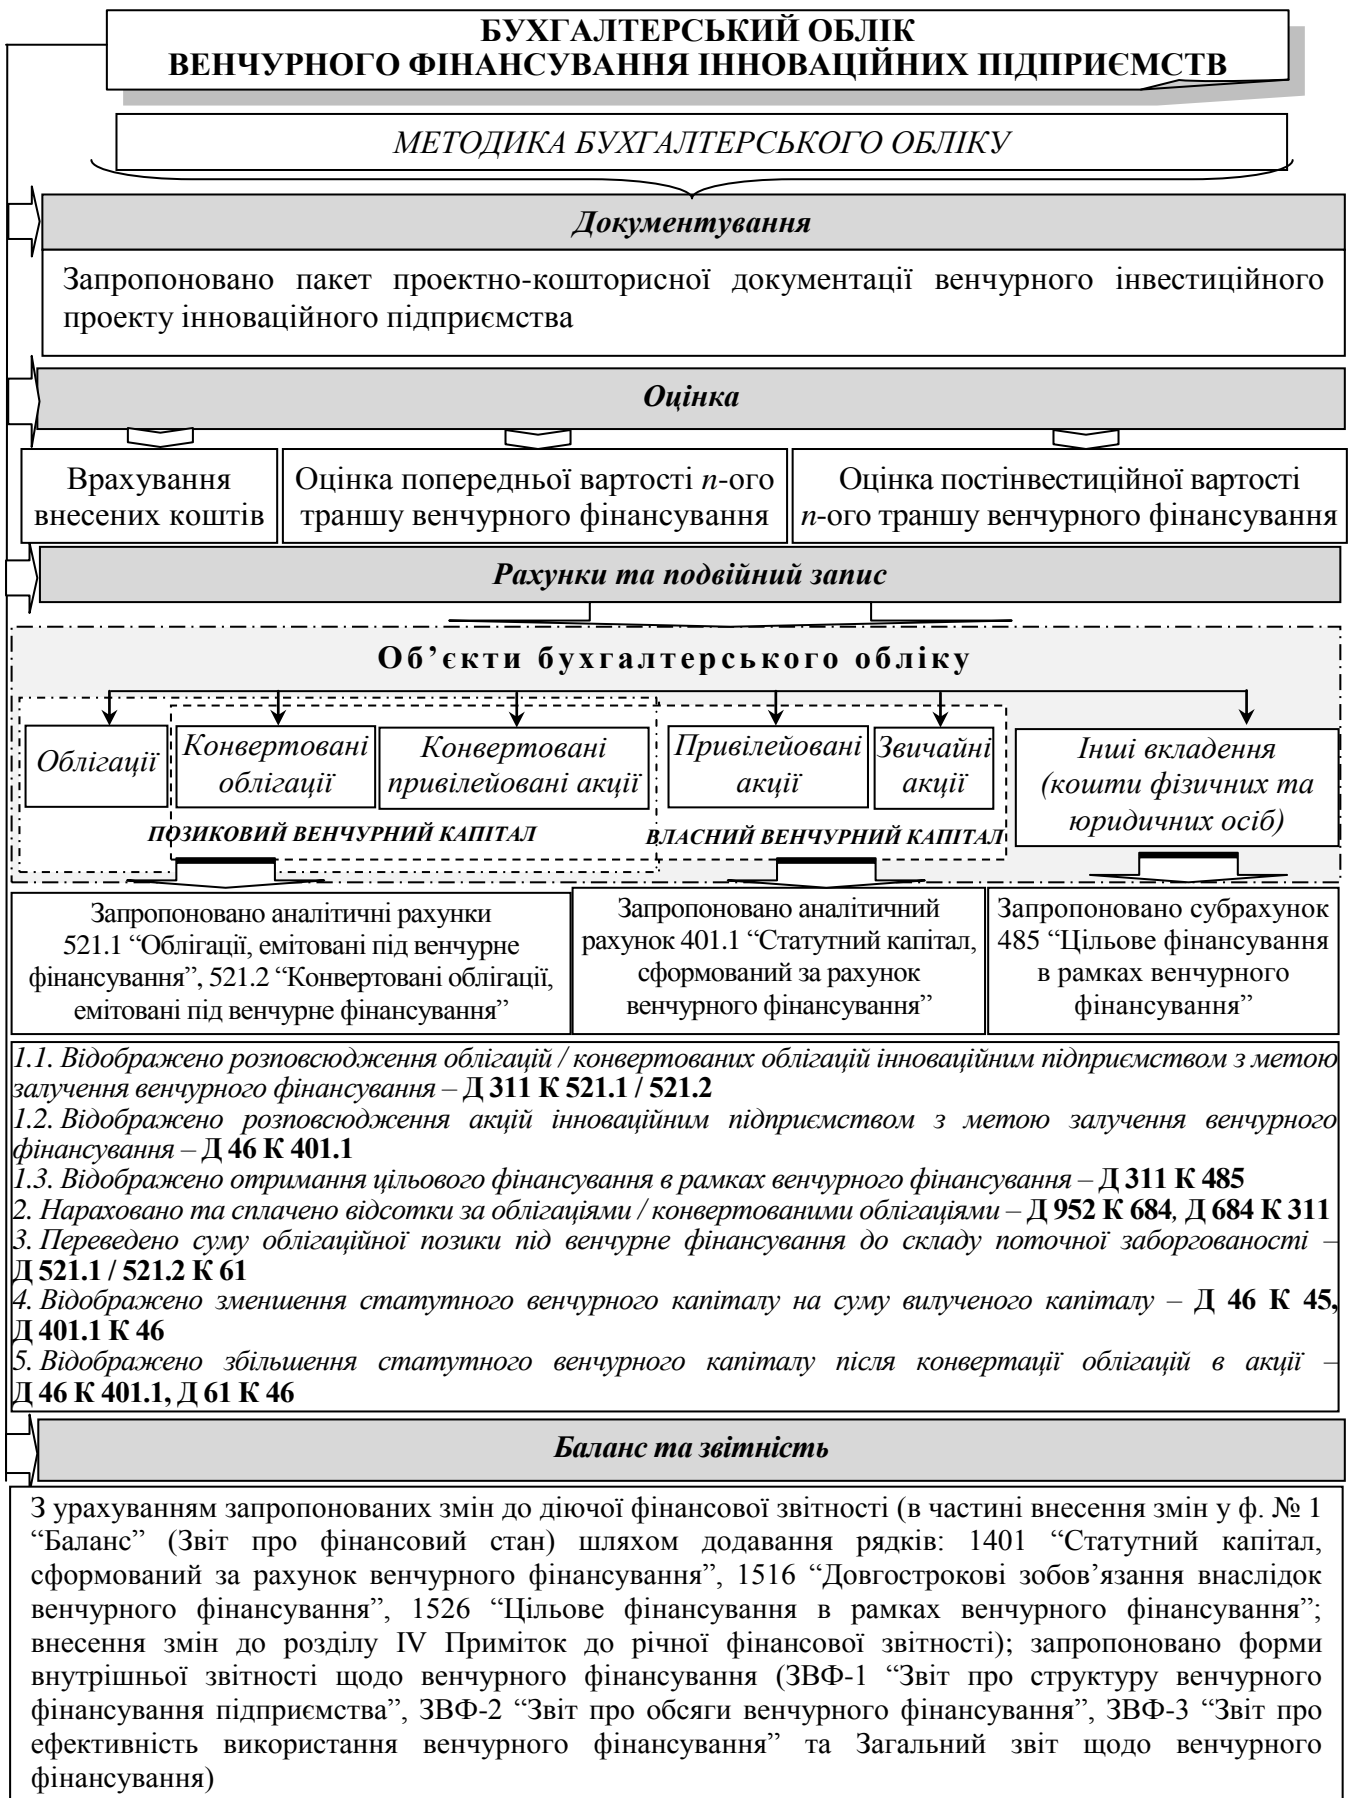 БУХГАЛТЕРСЬКИЙ ОБЛІК
ВЕНЧУРНОГО ФІНАНСУВАННЯ ІННОВАЦІЙНИХ ПІДПРИЄМСТВ
МЕТОДИКА БУХГАЛТЕРСЬКОГО ОБЛІКУ
Документування
Запропоновано пакет проектно-кошторисної документації венчурного інвестиційного
проекту інноваційного підприємства
Оцінка
Врахування
внесених коштів
Оцінка попередньої вартості n-ого
траншу венчурного фінансування
Оцінка постінвестиційної вартості
n-ого траншу венчурного фінансування
Рахунки та подвійний запис
Об’єкти бухгалтерського обліку
Облігації
Конвертовані
облігації
Конвертовані
привілейовані акції
Привілейовані
акції
Звичайні
акції
Інші вкладення
(кошти фізичних та
юридичних осіб)
ПОЗИКОВИЙ ВЕНЧУРНИЙ КАПІТАЛ
ВЛАСНИЙ ВЕНЧУРНИЙ КАПІТАЛ
Запропоновано аналітичні рахунки
521.1 “Облігації, емітовані під венчурне
фінансування”, 521.2 “Конвертовані облігації,
емітовані під венчурне фінансування”
Запропоновано аналітичний
рахунок 401.1 “Статутний капітал,
сформований за рахунок
венчурного фінансування”
Запропоновано субрахунок
485 “Цільове фінансування
в рамках венчурного
фінансування”
1.1. Відображено розповсюдження облігацій / конвертованих облігацій інноваційним підприємством з метою
залучення венчурного фінансування – Д 311 К 521.1 / 521.2
1.2. Відображено розповсюдження акцій інноваційним підприємством з метою залучення венчурного
фінансування – Д 46 К 401.1
1.3. Відображено отримання цільового фінансування в рамках венчурного фінансування – Д 311 К 485
2. Нараховано та сплачено відсотки за облігаціями / конвертованими облігаціями – Д 952 К 684, Д 684 К 311
3. Переведено суму облігаційної позики під венчурне фінансування до складу поточної заборгованості –
Д 521.1 / 521.2 К 61
4. Відображено зменшення статутного венчурного капіталу на суму вилученого капіталу – Д 46 К 45,
Д 401.1 К 46
5. Відображено збільшення статутного венчурного капіталу після конвертації облігацій в акції –
Д 46 К 401.1, Д 61 К 46
Баланс та звітність
З урахуванням запропонованих змін до діючої фінансової звітності (в частині внесення змін у ф. № 1
“Баланс” (Звіт про фінансовий стан) шляхом додавання рядків: 1401 “Статутний капітал,
сформований за рахунок венчурного фінансування”, 1516 “Довгострокові зобов’язання внаслідок
венчурного фінансування”, 1526 “Цільове фінансування в рамках венчурного фінансування”;
внесення змін до розділу IV Приміток до річної фінансової звітності); запропоновано форми
внутрішньої звітності щодо венчурного фінансування (ЗВФ-1 “Звіт про структуру венчурного
фінансування підприємства”, ЗВФ-2 “Звіт про обсяги венчурного фінансування”, ЗВФ-3 “Звіт про
ефективність використання венчурного фінансування” та Загальний звіт щодо венчурного
фінансування)